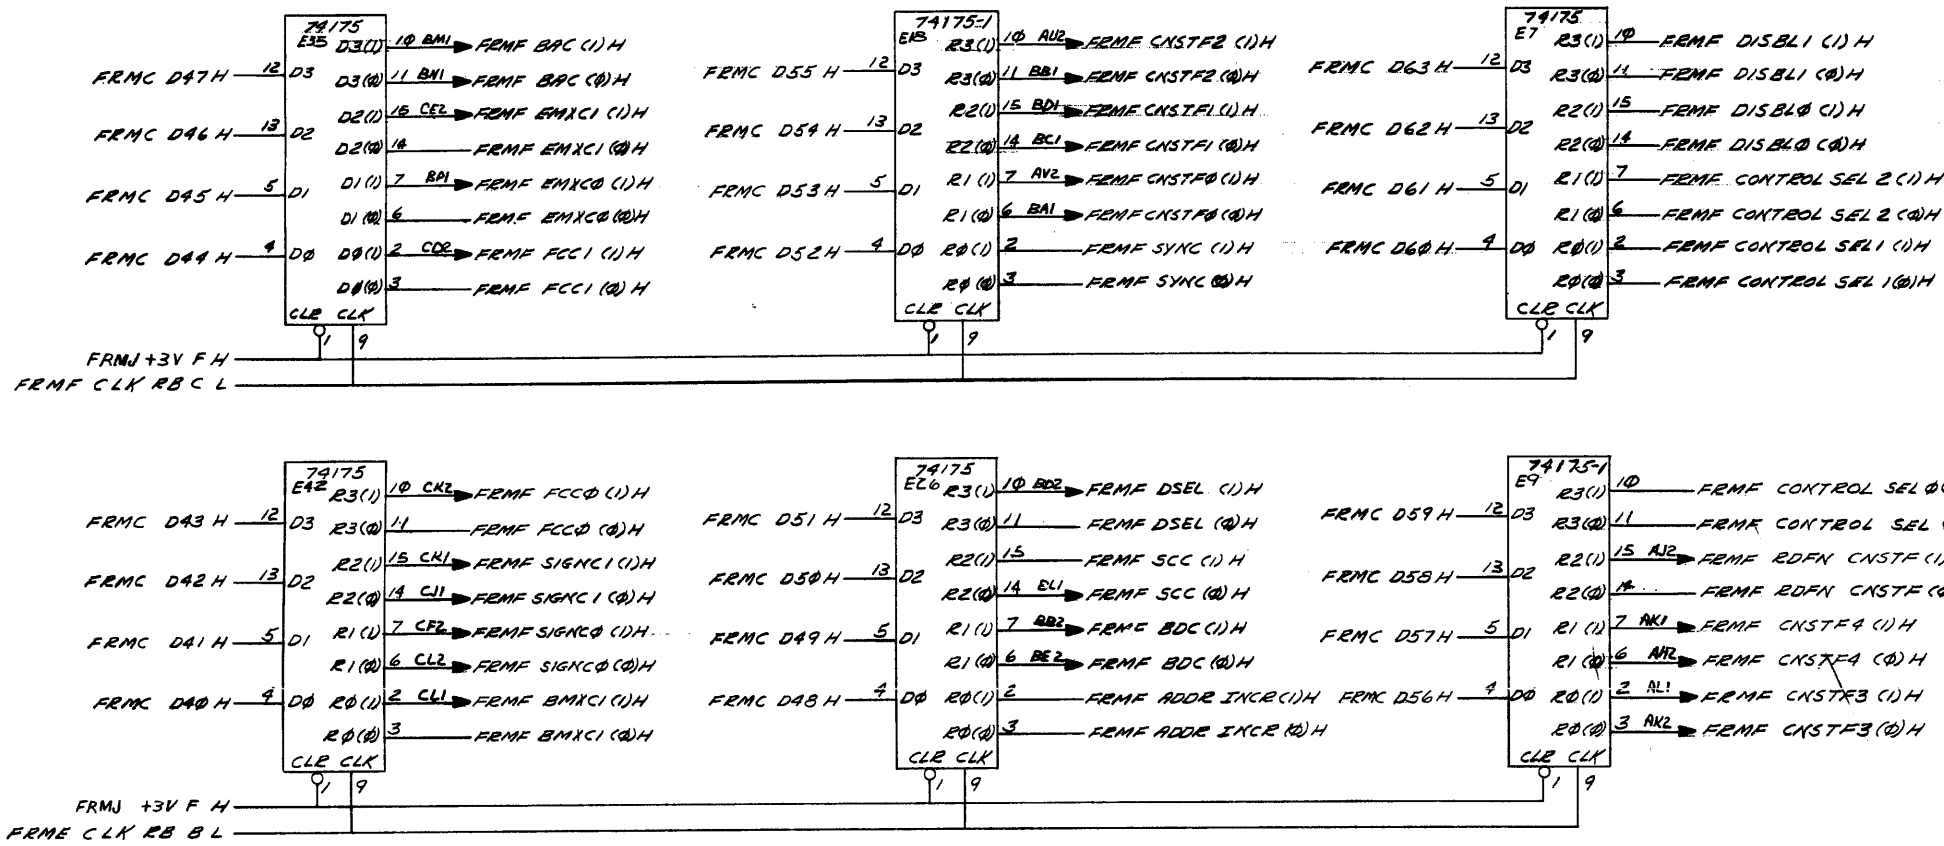 74175
E35 D3(1) 10 BM1 FRMF BAC (1) H
FRMC D47 H 12 D3
D3(0) 11 BN1 FRMF BAC (0) H
D2(1) 15 CE2 FRMF EMXC1 (1) H
FRMC D46 H 13 D2
D2(0) 14 FRMF EMXC1 (0) H
D1(1) 7 BP1 FRMF EMXC0 (1) H
FRMC D45 H 5 D1
D1(0) 6 FRMF EMXC0 (0) H
FRMC D44 H 4 D0 D0(1) 2 CD2 FRMF FCC1 (1) H
D0(0) 3 FRMF FCC1 (0) H
CLR CLK
1 9
74175-1
E18 R3(1) 10 AU2 FRMF CNSTF2 (1) H
FRMC D55 H 12 D3
R3(0) 11 BB1 FRMF CNSTF2 (0) H
R2(1) 15 BD1 FRMF CNSTF1 (1) H
FRMC D54 H 13 D2
R2(0) 14 BC1 FRMF CNSTF1 (0) H
R1(1) 7 AV2 FRMF CNSTF0 (1) H
FRMC D53 H 5 D1
R1(0) 6 BA1 FRMF CNSTF0 (0) H
FRMC D52 H 4 D0 R0(1) 2 FRMF SYNC (1) H
R0(0) 3 FRMF SYNC (0) H
CLR CLK
1 9
74175
E7 R3(1) 10 FRMF DISBL1 (1) H
FRMC D63 H 12 D3
R3(0) 11 FRMF DISBL1 (0) H
R2(1) 15 FRMF DISBL0 (1) H
FRMC D62 H 13 D2
R2(0) 14 FRMF DISBL0 (0) H
R1(1) 7 FRMF CONTROL SEL 2 (1) H
FRMC D61 H 5 D1
R1(0) 6 FRMF CONTROL SEL 2 (0) H
FRMC D60 H 4 D0 R0(1) 2 FRMF CONTROL SEL 1 (1) H
R0(0) 3 FRMF CONTROL SEL 1 (0) H
CLR CLK
1 9
FRMJ +3V F H
FRMF CLK RB C L
74175
E42 R3(1) 10 CK2 FRMF FCC0 (1) H
FRMC D43 H 12 D3
R3(0) 11 FRMF FCC0 (0) H
R2(1) 15 CK1 FRMF SIGNC1 (1) H
FRMC D42 H 13 D2
R2(0) 14 CJ1 FRMF SIGNC1 (0) H
R1(1) 7 CF2 FRMF SIGNC0 (1) H
FRMC D41 H 5 D1
R1(0) 6 CL2 FRMF SIGNC0 (0) H
FRMC D40 H 4 D0 R0(1) 2 CL1 FRMF BMXC1 (1) H
R0(0) 3 FRMF BMXC1 (0) H
CLR CLK
1 9
74175
E26 R3(1) 10 BD2 FRMF DSEL (1) H
FRMC D51 H 12 D3
R3(0) 11 FRMF DSEL (0) H
R2(1) 15 FRMF SCC (1) H
FRMC D50 H 13 D2
R2(0) 14 EL1 FRMF SCC (0) H
R1(1) 7 BB2 FRMF BDC (1) H
FRMC D49 H 5 D1
R1(0) 6 BE2 FRMF BDC (0) H
FRMC D48 H 4 D0 R0(1) 2 FRMF ADDR INCR (1) H
R0(0) 3 FRMF ADDR INCR (0) H
CLR CLK
1 9
74175-1
E9 R3(1) 10 FRMF CONTROL SEL 0
FRMC D59 H 12 D3
R3(0) 11 FRMF CONTROL SEL
R2(1) 15 AJ2 FRMF RDFN CNSTF (1)
FRMC D58 H 13 D2
R2(0) 14 FRMF RDFN CNSTF (0
R1(1) 7 AK1 FRMF CNSTF4 (1) H
FRMC D57 H 5 D1
R1(0) 6 AH2 FRMF CNSTF4 (0) H
FRMC D56 H 4 D0 R0(1) 2 AL1 FRMF CNSTF3 (1) H
R0(0) 3 AK2 FRMF CNSTF3 (0) H
CLR CLK
1 9
FRMJ +3V F H
FRME CLK RB B L